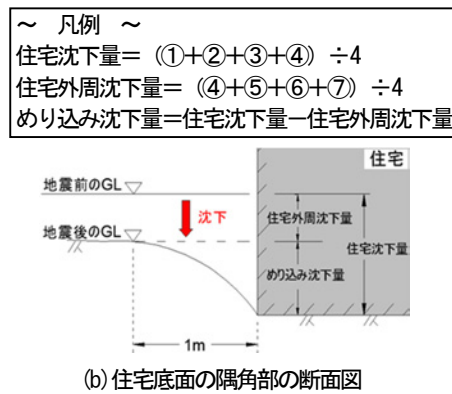 ～ 凡例 ～
住宅沈下量＝（①＋②＋③＋④）÷4
住宅外周沈下量＝（④＋⑤＋⑥＋⑦）÷4
めり込み沈下量＝住宅沈下量－住宅外周沈下量
住宅
地震前のGL
沈下
住宅外周沈下量
地震後のGL
住宅沈下量
めり込み沈下量
1m
(b) 住宅底面の隅角部の断面図